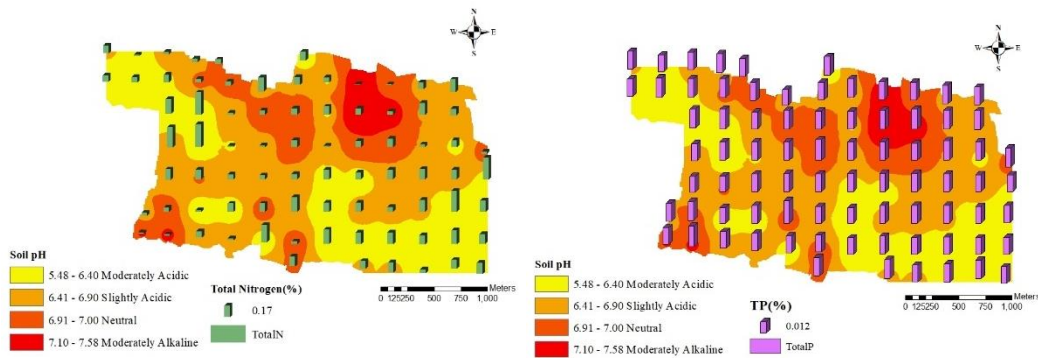 N
W E
S
Soil pH
5.48 - 6.40 Moderately Acidic
6.41 - 6.90 Slightly Acidic
6.91 - 7.00 Neutral
7.10 - 7.58 Moderately Alkaline
Total Nitrogen(%)
0.17
TotalN
0 125250 500 750 1,000 Meters
N
W E
S
Soil pH
5.48 - 6.40 Moderately Acidic
6.41 - 6.90 Slightly Acidic
6.91 - 7.00 Neutral
7.10 - 7.58 Moderately Alkaline
TP(%)
0.012
TotalP
0 125250 500 750 1,000 Meters